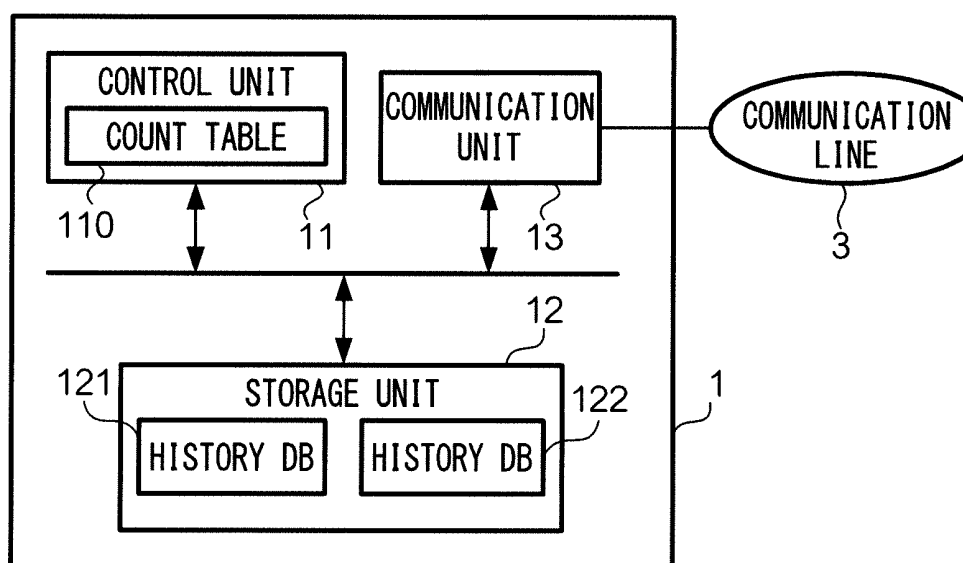 CONTROL UNIT
COUNT TABLE
110
11
COMMUNICATION
UNIT
13
COMMUNICATION
LINE
3
12
STORAGE UNIT
121
HISTORY DB
HISTORY DB
122
1